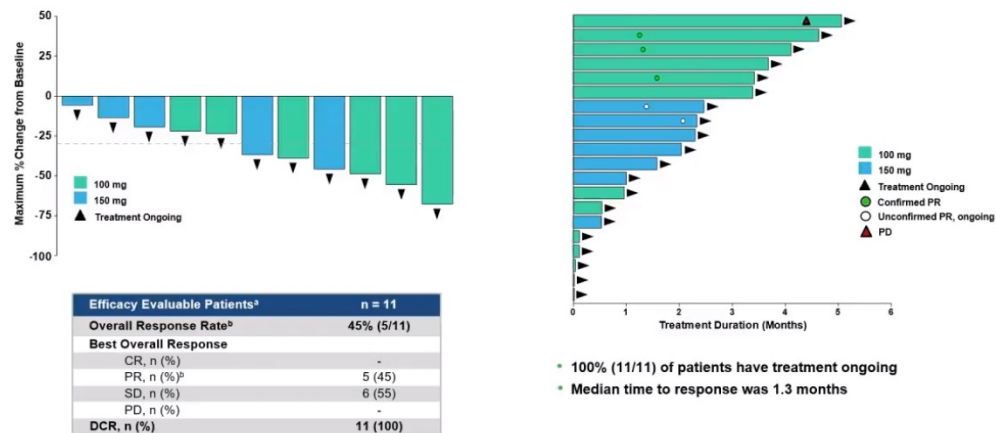 50
25
0
-25
-50
-75
-100
Maximum % Change from Baseline
100 mg
150 mg
Treatment Ongoing
Efficacy Evaluable Patientsᵃ n = 11
Overall Response Rateᵇ 45% (5/11)
Best Overall Response
CR, n (%) -
PR, n (%)ᵇ 5 (45)
SD, n (%) 6 (55)
PD, n (%) -
DCR, n (%) 11 (100)
100 mg
150 mg
Treatment Ongoing
Confirmed PR
Unconfirmed PR, ongoing
PD
0 1 2 3 4 5 6
Treatment Duration (Months)
• 100% (11/11) of patients have treatment ongoing
• Median time to response was 1.3 months